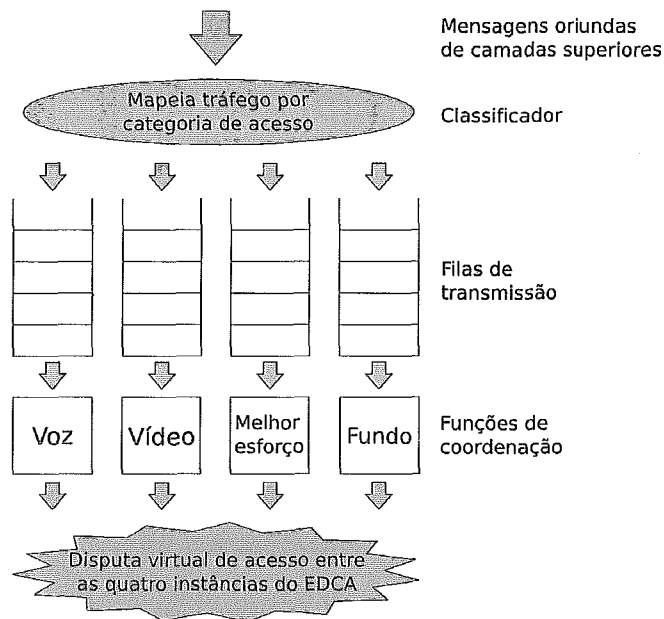 Mensagens oriundas
de camadas superiores
Mapeia tráfego por
categoria de acesso
Classificador
Filas de
transmissão
Voz
Vídeo
Melhor
esforço
Fundo
Funções de
coordenação
Disputa virtual de acesso entre
as quatro instâncias do EDCA